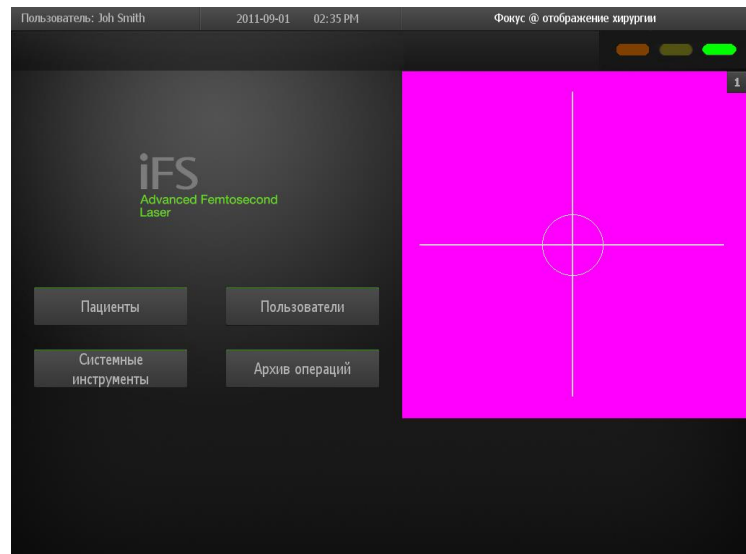 Пользователь: Joh Smith
2011-09-01
02:35 PM
Фокус @ отображение хирургии
1
iFS
Advanced Femtosecond
Laser
Пациенты
Пользователи
Системные
инструменты
Архив операций